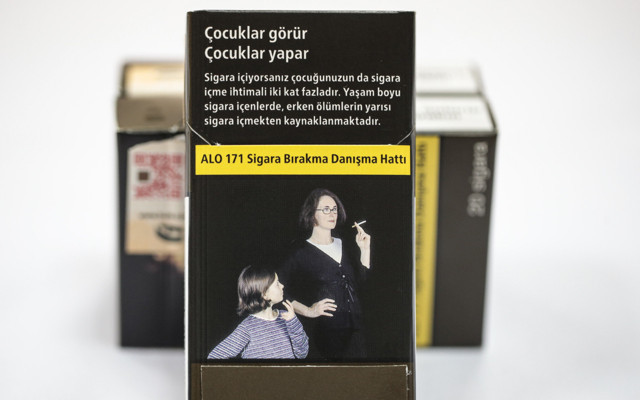 Çocuklar görür
Çocuklar yapar
Sigara içiyorsanız çocuğunuzun da sigara
içme ihtimali iki kat fazladır. Yaşam boyu
sigara içenlerde, erken ölümlerin yarısı
sigara içmekten kaynaklanmaktadır.
ALO 171 Sigara Bırakma Danışma Hattı
20 sigara